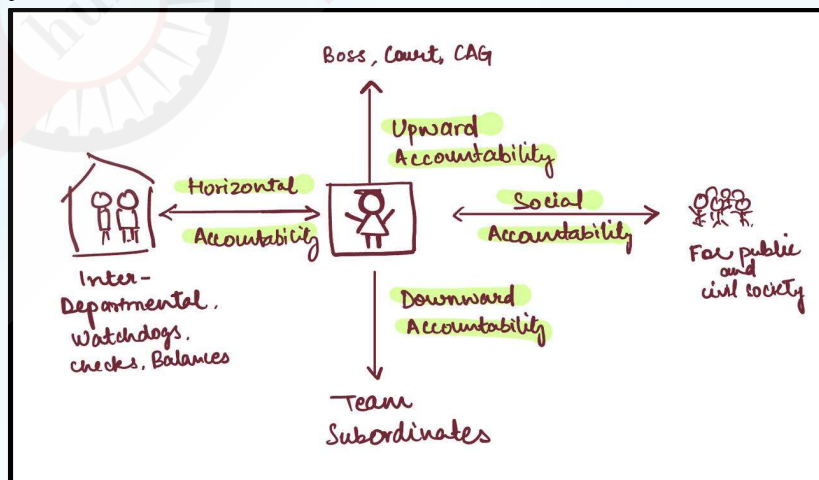 Boss, Court, CAG
Upward
Accountability
Horizontal
Accountability
Social
Accountability
Inter-
Departmental,
Watchdogs,
checks, Balances
For public
and
civil society
Downward
Accountability
Team
Subordinates